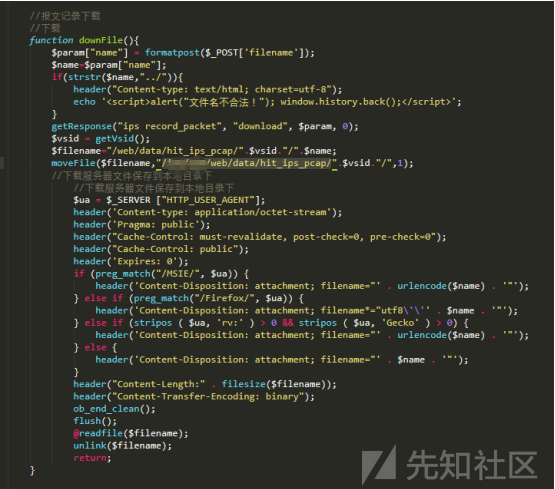 //报文记录下载
//下载
function downFile(){
$param["name"] = formatpost($_POST['filename']);
$name=$param["name"];
if(strstr($name,"../")){
header("Content-type: text/html; charset=utf-8");
echo '<script>alert("文件名不合法！"); window.history.back();</script>';
}
getResponse("ips record_packet", "download", $param, 0);
$vsid = getVsid();
$filename="/web/data/hit_ips_pcap/".$vsid."/".$name;
moveFile($filename,"/ /web/data/hit_ips_pcap/".$vsid."/",1);
//下载服务器文件保存到本地目录下
//下载服务器文件保存到本地目录下
$ua = $_SERVER ["HTTP_USER_AGENT"];
header('Content-type: application/octet-stream');
header('Pragma: public');
header("Cache-Control: must-revalidate, post-check=0, pre-check=0");
header("Cache-Control: public");
header('Expires: 0');
if (preg_match("/MSIE/", $ua)) {
header('Content-Disposition: attachment; filename="' . urlencode($name) . '"');
} else if (preg_match("/Firefox/", $ua)) {
header('Content-Disposition: attachment; filename*="utf8\'\'' . $name . '"');
} else if (stripos ( $ua, 'rv:' ) > 0 && stripos ( $ua, 'Gecko' ) > 0) {
header('Content-Disposition: attachment; filename="' . urlencode($name) . '"');
} else {
header('Content-Disposition: attachment; filename="' . $name . '"');
}
header("Content-Length:" . filesize($filename));
header("Content-Transfer-Encoding: binary");
ob_end_clean();
flush();
@readfile($filename);
unlink($filename);
return;
}
先知社区